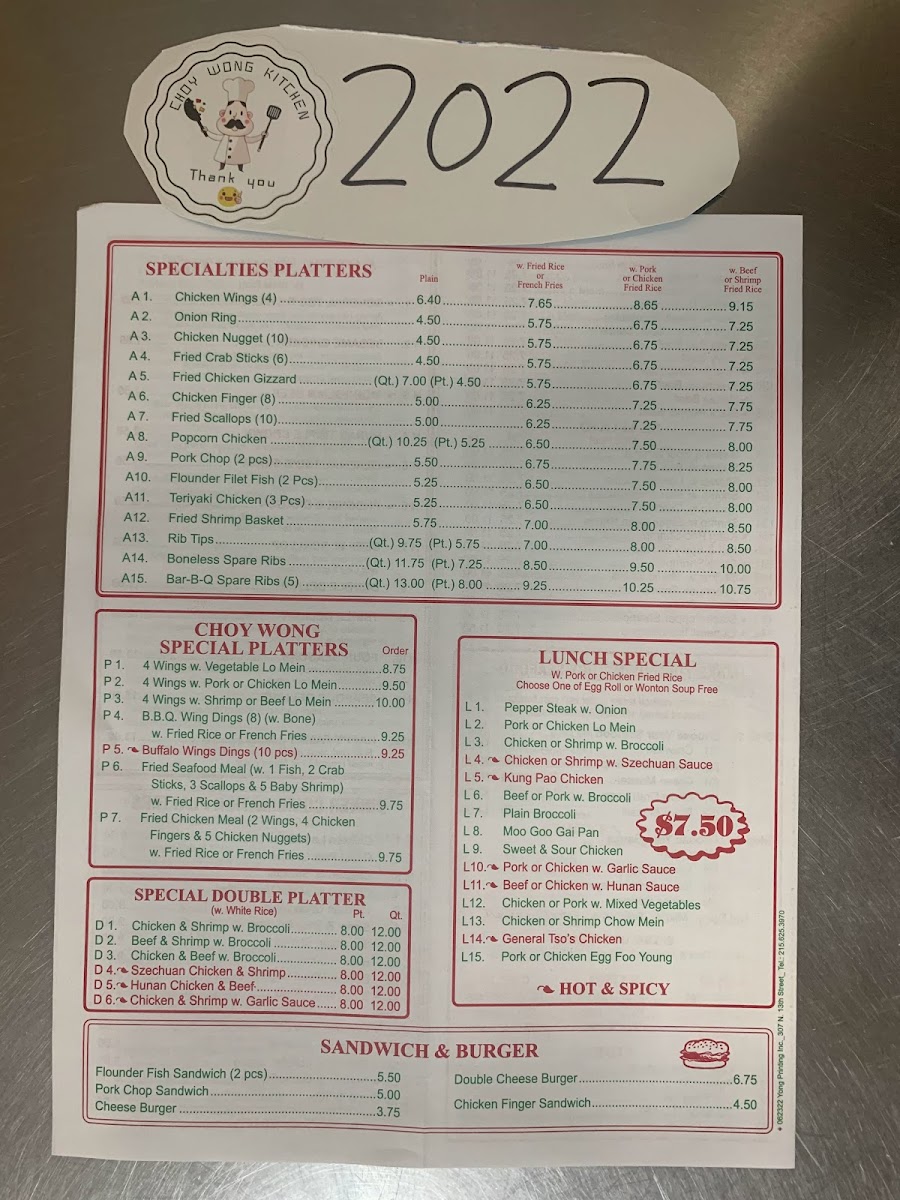 CHOY WONG KITCHEN
Thank you
2022
SPECIALTIES PLATTERS
Plain
w. Fried Rice
or
French Fries
w. Pork
or Chicken
Fried Rice
w. Beef
or Shrimp
Fried Rice
A 1. Chicken Wings (4) 6.40 7.65 8.65 9.15
A 2. Onion Ring 4.50 5.75 6.75 7.25
A 3. Chicken Nugget (10) 4.50 5.75 6.75 7.25
A 4. Fried Crab Sticks (6) 4.50 5.75 6.75 7.25
A 5. Fried Chicken Gizzard (Qt.) 7.00 (Pt.) 4.50 5.75 6.75 7.25
A 6. Chicken Finger (8) 5.00 6.25 7.25 7.75
A 7. Fried Scallops (10) 5.00 6.25 7.25 7.75
A 8. Popcorn Chicken (Qt.) 10.25 (Pt.) 5.25 6.50 7.50 8.00
A 9. Pork Chop (2 pcs) 5.50 6.75 7.75 8.25
A10. Flounder Filet Fish (2 Pcs) 5.25 6.50 7.50 8.00
A11. Teriyaki Chicken (3 Pcs) 5.25 6.50 7.50 8.00
A12. Fried Shrimp Basket 5.75 7.00 8.00 8.50
A13. Rib Tips (Qt.) 9.75 (Pt.) 5.75 7.00 8.00 8.50
A14. Boneless Spare Ribs (Qt.) 11.75 (Pt.) 7.25 8.50 9.50 10.00
A15. Bar-B-Q Spare Ribs (5) (Qt.) 13.00 (Pt.) 8.00 9.25 10.25 10.75
CHOY WONG
SPECIAL PLATTERS Order
P 1. 4 Wings w. Vegetable Lo Mein 8.75
P 2. 4 Wings w. Pork or Chicken Lo Mein 9.50
P 3. 4 Wings w. Shrimp or Beef Lo Mein 10.00
P 4. B.B.Q. Wing Dings (8) (w. Bone)
w. Fried Rice or French Fries 9.25
P 5. Buffalo Wings Dings (10 pcs) 9.25
P 6. Fried Seafood Meal (w. 1 Fish, 2 Crab
Sticks, 3 Scallops & 5 Baby Shrimp)
w. Fried Rice or French Fries 9.75
P 7. Fried Chicken Meal (2 Wings, 4 Chicken
Fingers & 5 Chicken Nuggets)
w. Fried Rice or French Fries 9.75
SPECIAL DOUBLE PLATTER
(w. White Rice) Pt. Qt.
D 1. Chicken & Shrimp w. Broccoli 8.00 12.00
D 2. Beef & Shrimp w. Broccoli 8.00 12.00
D 3. Chicken & Beef w. Broccoli 8.00 12.00
D 4. Szechuan Chicken & Shrimp 8.00 12.00
D 5. Hunan Chicken & Beef 8.00 12.00
D 6. Chicken & Shrimp w. Garlic Sauce 8.00 12.00
LUNCH SPECIAL
W. Pork or Chicken Fried Rice
Choose One of Egg Roll or Wonton Soup Free
L 1. Pepper Steak w. Onion
L 2. Pork or Chicken Lo Mein
L 3. Chicken or Shrimp w. Broccoli
L 4. Chicken or Shrimp w. Szechuan Sauce
L 5. Kung Pao Chicken
L 6. Beef or Pork w. Broccoli
L 7. Plain Broccoli
L 8. Moo Goo Gai Pan
L 9. Sweet & Sour Chicken
L10. Pork or Chicken w. Garlic Sauce
L11. Beef or Chicken w. Hunan Sauce
L12. Chicken or Pork w. Mixed Vegetables
L13. Chicken or Shrimp Chow Mein
L14. General Tso's Chicken
L15. Pork or Chicken Egg Foo Young
$7.50
HOT & SPICY
SANDWICH & BURGER
Flounder Fish Sandwich (2 pcs) 5.50
Pork Chop Sandwich 5.00
Cheese Burger 3.75
Double Cheese Burger 6.75
Chicken Finger Sandwich 4.50
062322 Yong Printing Inc._307 N. 13th Street_ Tel.: 215.625.3970